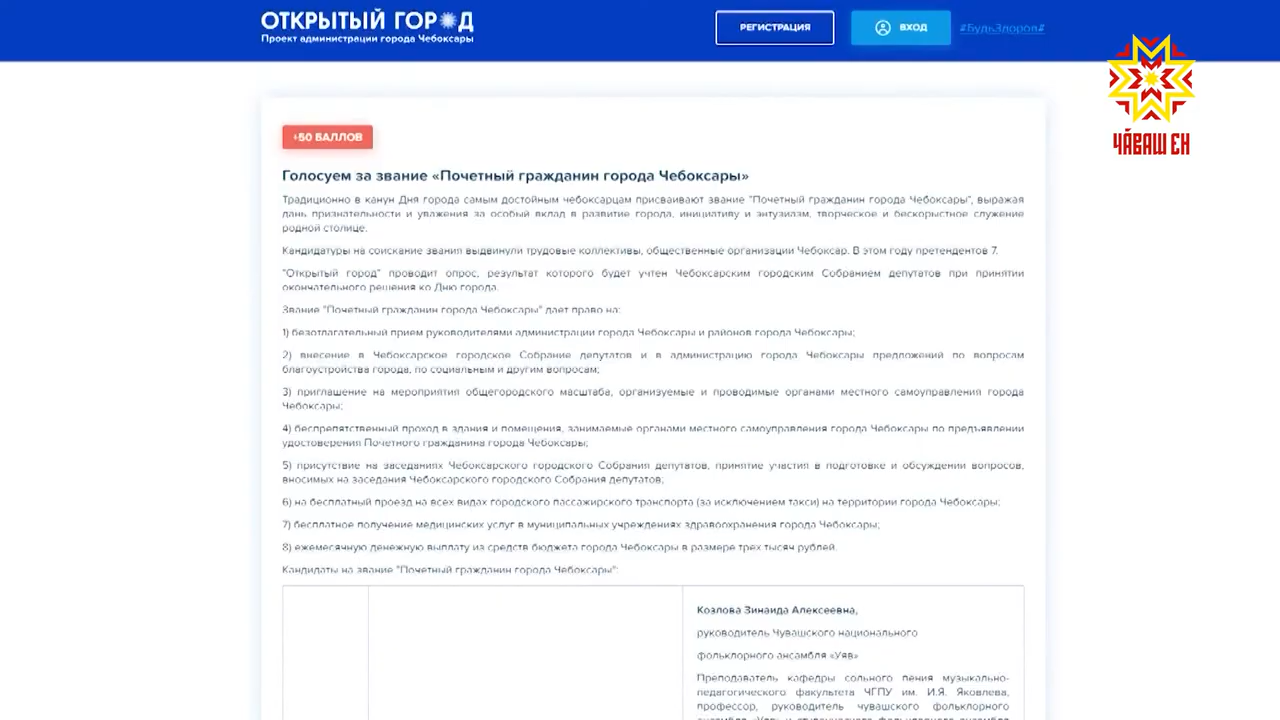 ОТКРЫТЫЙ ГОРОД
Проект администрации города Чебоксары
РЕГИСТРАЦИЯ
ВХОД
#БудьЗдоров#
ЧӐВАШ ЕН
+50 БАЛЛОВ
Голосуем за звание «Почетный гражданин города Чебоксары»
Традиционно в канун Дня города самым достойным чебоксарцам присваивают звание "Почетный гражданин города Чебоксары", выражая
дань признательности и уважения за особый вклад в развитие города, инициативу и энтузиазм, творческое и бескорыстное служение
родной столице.
Кандидатуры на соискание звания выдвинули трудовые коллективы, общественные организации Чебоксар. В этом году претендентов 7.
"Открытый город" проводит опрос, результат которого будет учтен Чебоксарским городским Собранием депутатов при принятии
окончательного решения ко Дню города.
Звание "Почетный гражданин города Чебоксары" дает право на:
1) безотлагательный прием руководителями администрации города Чебоксары и районов города Чебоксары;
2) внесение в Чебоксарское городское Собрание депутатов и в администрацию города Чебоксары предложений по вопросам
благоустройства города, по социальным и другим вопросам;
3) приглашение на мероприятия общегородского масштаба, организуемые и проводимые органами местного самоуправления города
Чебоксары;
4) беспрепятственный проход в здания и помещения, занимаемые органами местного самоуправления города Чебоксары по предъявлении
удостоверения Почетного гражданина города Чебоксары;
5) присутствие на заседаниях Чебоксарского городского Собрания депутатов, принятие участия в подготовке и обсуждении вопросов,
вносимых на заседания Чебоксарского городского Собрания депутатов;
6) на бесплатный проезд на всех видах городского пассажирского транспорта (за исключением такси) на территории города Чебоксары;
7) бесплатное получение медицинских услуг в муниципальных учреждениях здравоохранения города Чебоксары;
8) ежемесячную денежную выплату из средств бюджета города Чебоксары в размере трех тысяч рублей.
Кандидаты на звание "Почетный гражданин города Чебоксары":
Козлова Зинаида Алексеевна,
руководитель Чувашского национального
фольклорного ансамбля «Уяв»
Преподаватель кафедры сольного пения музыкально-
педагогического факультета ЧГПУ им. И.Я. Яковлева,
профессор, руководитель чувашского фольклорного